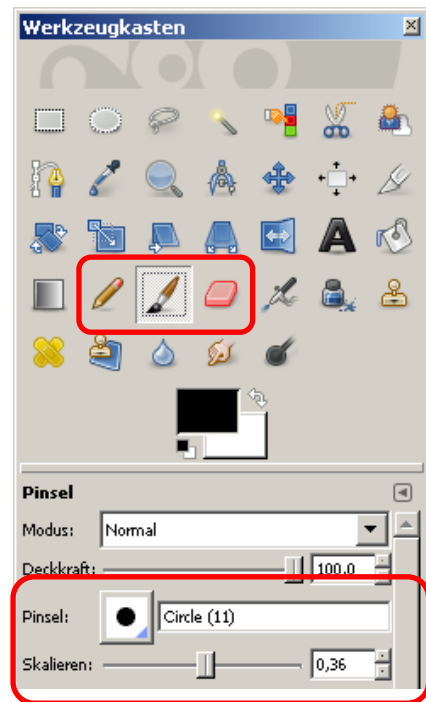 Werkzeugkasten
Pinsel
Modus: Normal
Deckkraft: 100,0
Pinsel: Circle (11)
Skalieren: 0,36